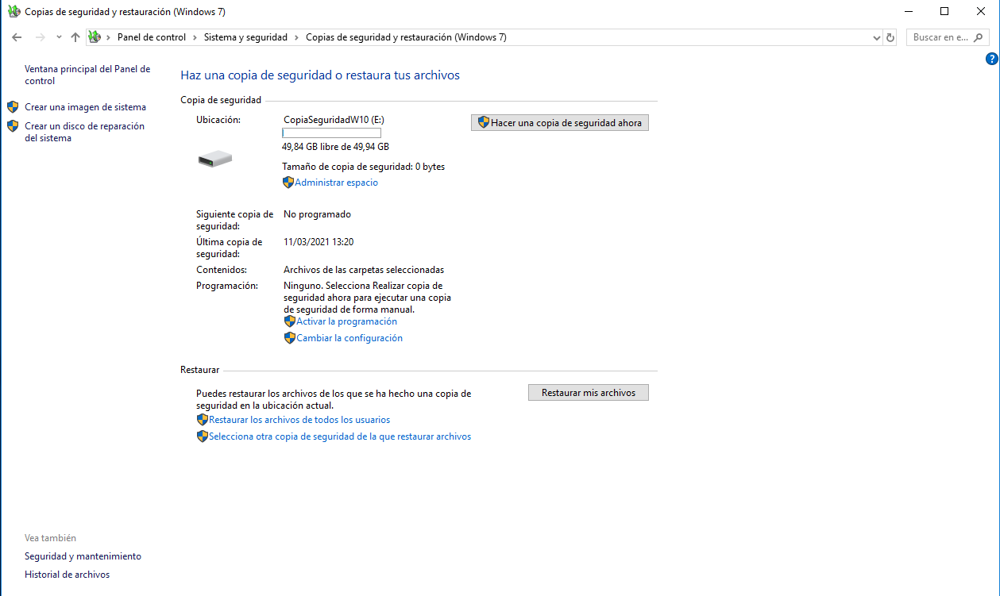 Copias de seguridad y restauración (Windows 7)
Panel de control > Sistema y seguridad > Copias de seguridad y restauración (Windows 7)
Buscar en e...
?
Ventana principal del Panel de
control
Crear una imagen de sistema
Crear un disco de reparación
del sistema
Haz una copia de seguridad o restaura tus archivos
Copia de seguridad
Ubicación:
CopiaSeguridadW10 (E:)
49,84 GB libre de 49,94 GB
Tamaño de copia de seguridad: 0 bytes
Administrar espacio
Hacer una copia de seguridad ahora
Siguiente copia de
seguridad:
No programado
Última copia de
seguridad:
11/03/2021 13:20
Contenidos:
Archivos de las carpetas seleccionadas
Programación:
Ninguno. Selecciona Realizar copia de
seguridad ahora para ejecutar una copia
de seguridad de forma manual.
Activar la programación
Cambiar la configuración
Restaurar
Puedes restaurar los archivos de los que se ha hecho una copia de
seguridad en la ubicación actual.
Restaurar mis archivos
Restaurar los archivos de todos los usuarios
Selecciona otra copia de seguridad de la que restaurar archivos
Vea también
Seguridad y mantenimiento
Historial de archivos